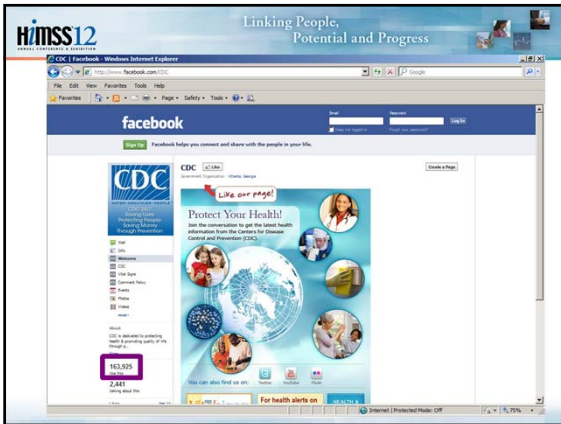 HiMSS'12
ANNUAL CONFERENCE & EXHIBITION
Linking People,
Potential and Progress
CDC | Facebook - Windows Internet Explorer
http://www.facebook.com/CDC
Google
File Edit View Favorites Tools Help
Favorites
Page Safety Tools
facebook
Email
Password
Keep me logged in
Forgot your password?
Log In
Sign Up Facebook helps you connect and share with the people in your life.
CDC Like
Create a Page
Government Organization Atlanta, Georgia
Like our page!
CDC
CDC 24/7
Saving Lives
Protecting People
Saving Money
Through Prevention
Wall
Info
Welcome
CDC
Vital Signs
Comment Policy
Events
Photos
Videos
Protect Your Health!
Join the conversation to get the latest health
information from the Centers for Disease
Control and Prevention (CDC).
About
CDC is dedicated to protecting
health & promoting quality of life
through p...
163,925
like this
2,441
talking about this
You can also find us on:
Twitter
YouTube
Flickr
For health alerts on
HEALTH &
Internet | Protected Mode: Off
75%